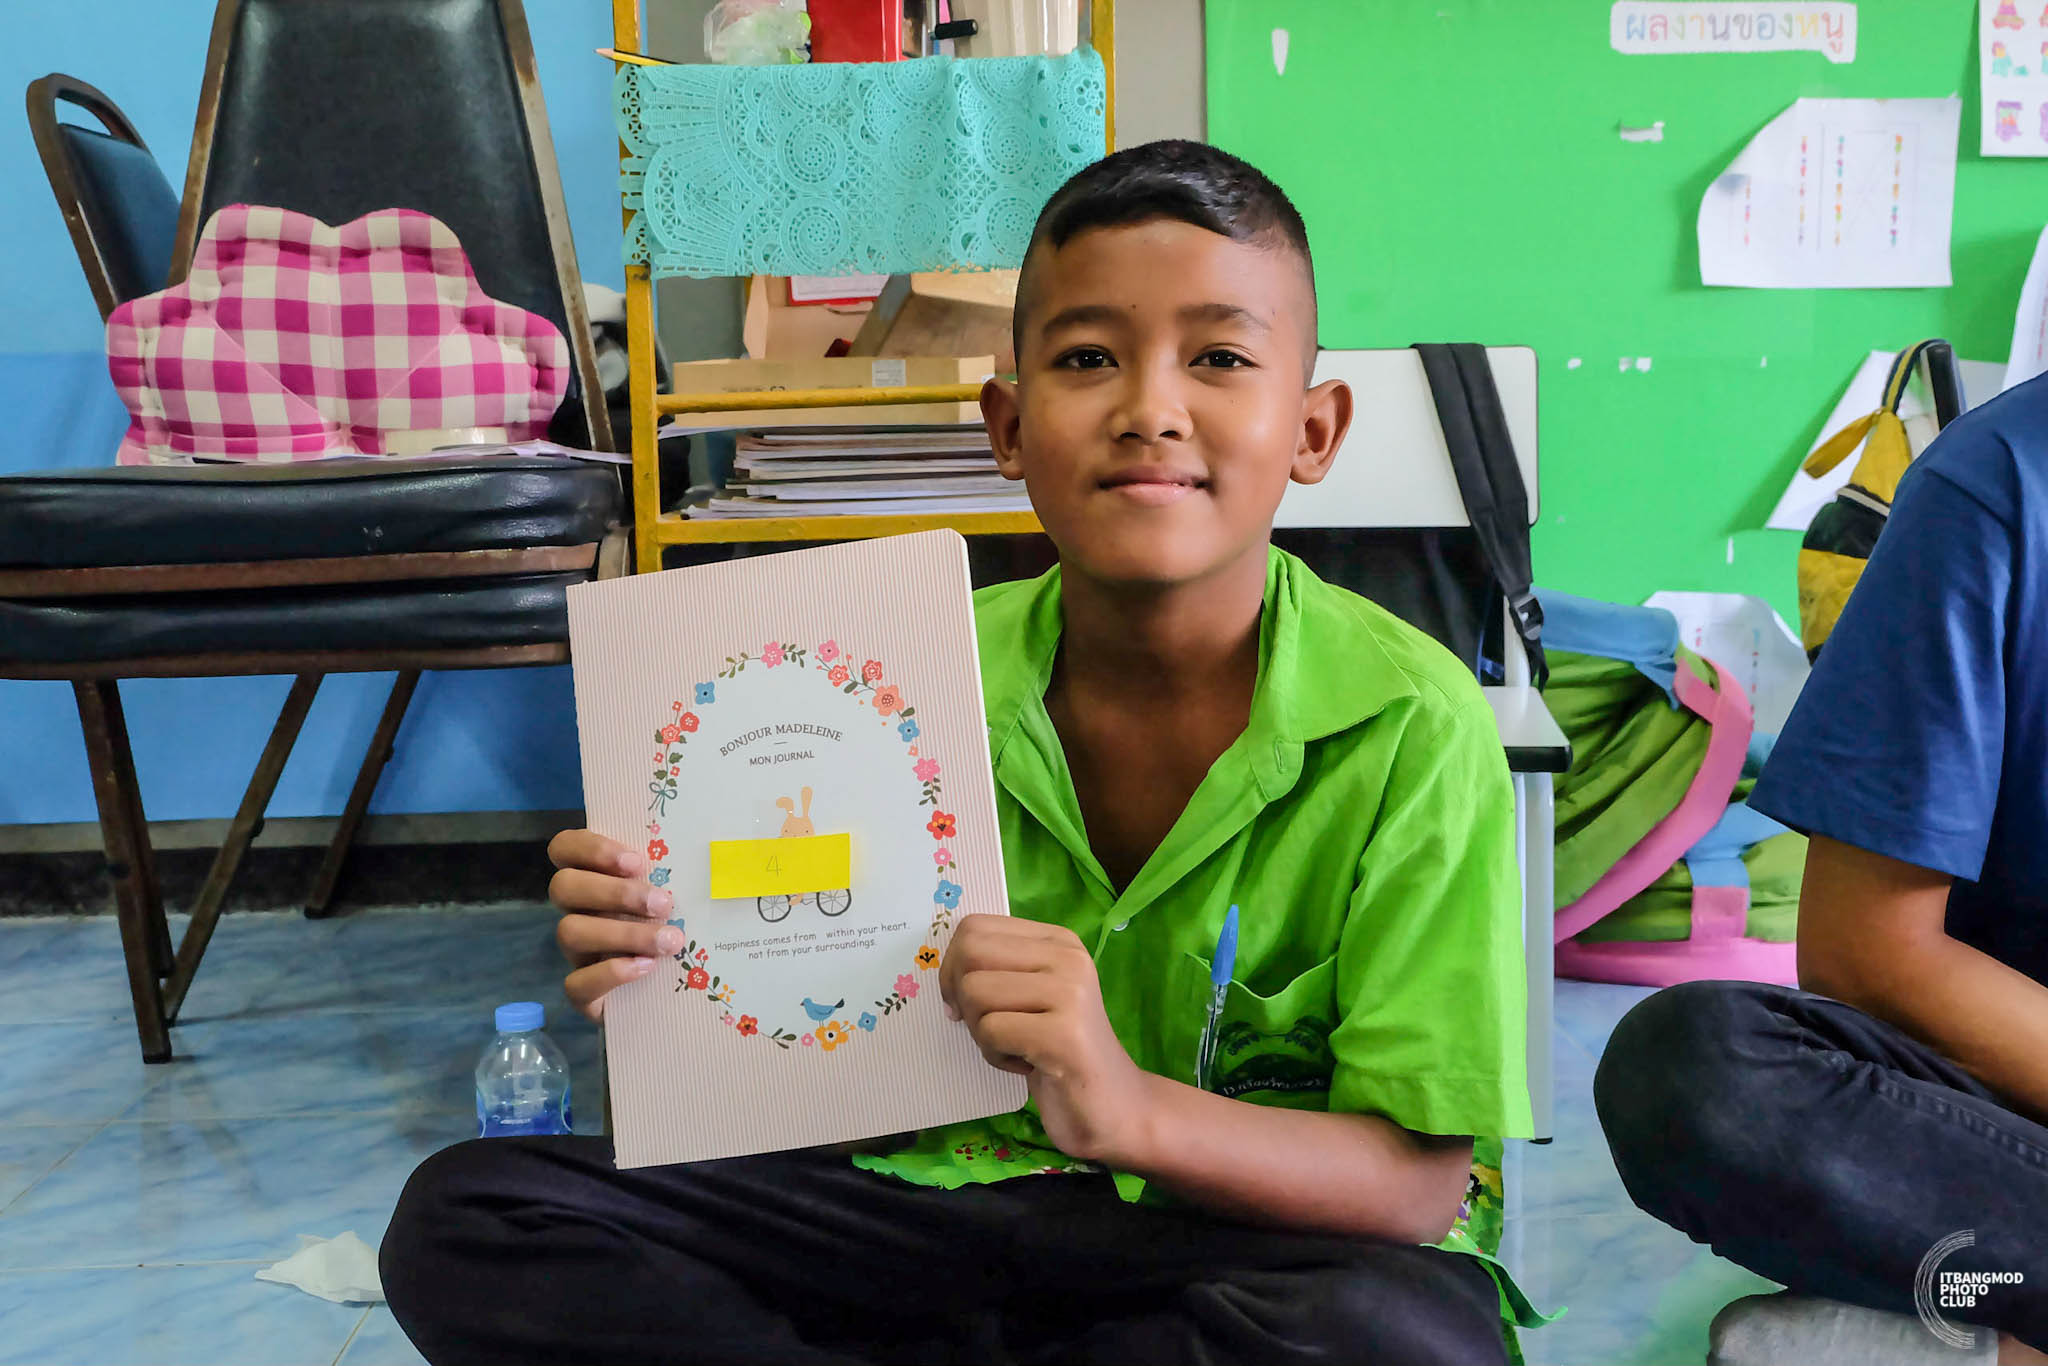 ผลงานของหนู
BONJOUR MADELEINE
MON JOURNAL
4
Happiness comes from within your heart.
not from your surroundings.
ITBANGMOD
PHOTO
CLUB